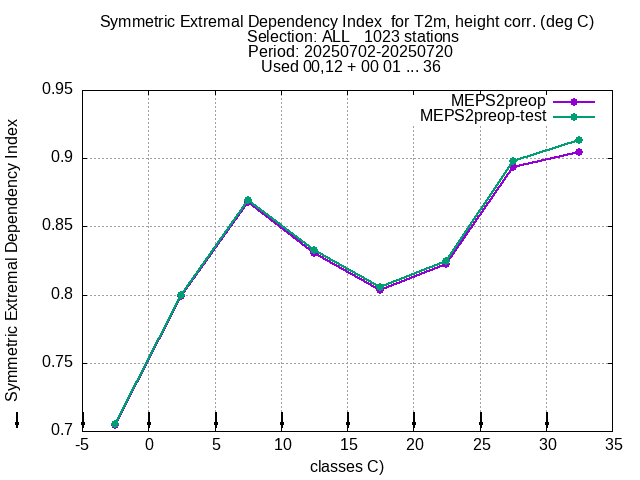 Symmetric Extremal Dependency Index for T2m, height corr. (deg C)
Selection: ALL 1023 stations
Period: 20250702-20250720
Used 00,12 + 00 01 ... 36
MEPS2preop
MEPS2preop-test
Symmetric Extremal Dependency Index
0.95
0.9
0.85
0.8
0.75
0.7
-5 0 5 10 15 20 25 30 35
classes C)